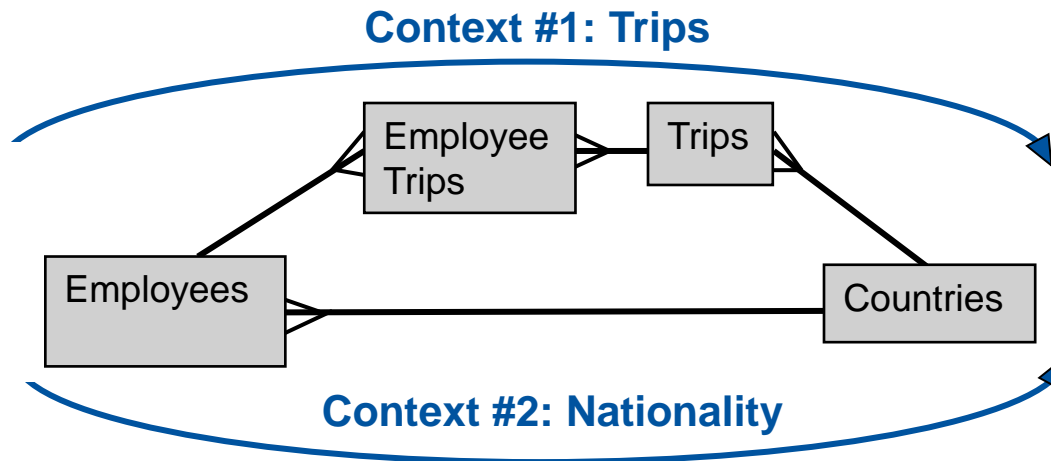 Context #1: Trips
Employee
Trips
Trips
Employees
Countries
Context #2: Nationality